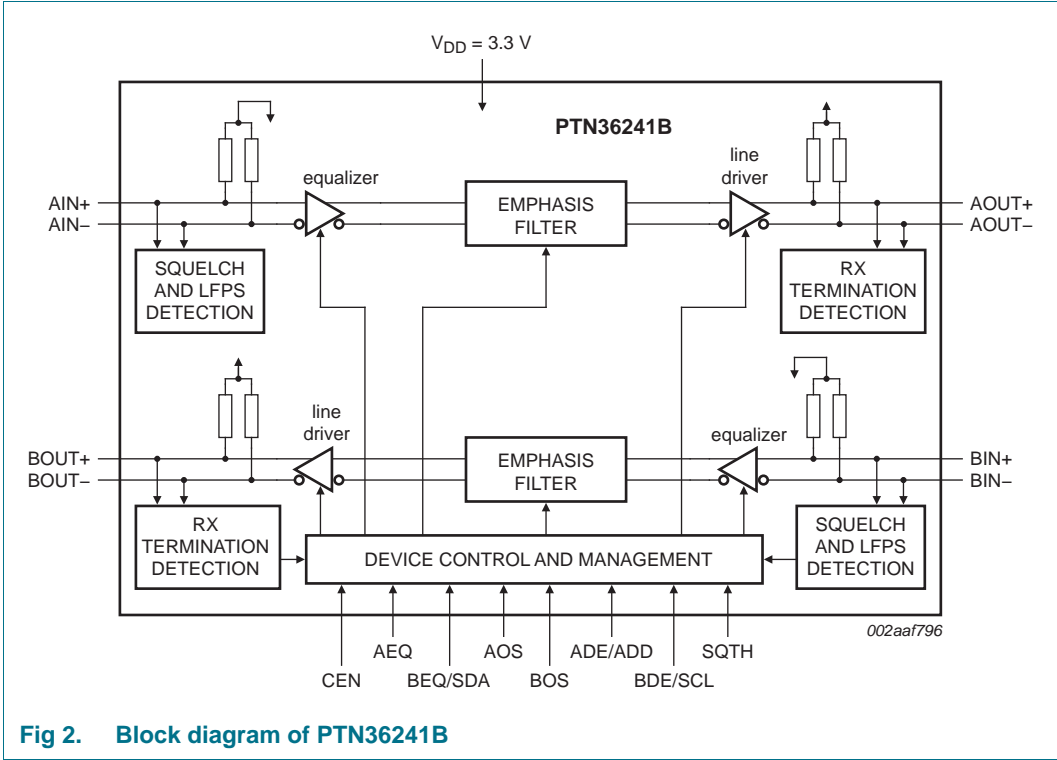 VDD = 3.3 V
PTN36241B
equalizer
line
driver
AIN+
AIN−
EMPHASIS
FILTER
AOUT+
AOUT−
SQUELCH
AND LFPS
DETECTION
RX
TERMINATION
DETECTION
line
driver
equalizer
BOUT+
BOUT−
EMPHASIS
FILTER
BIN+
BIN−
RX
TERMINATION
DETECTION
DEVICE CONTROL AND MANAGEMENT
SQUELCH
AND LFPS
DETECTION
002aaf796
AEQ
AOS
ADE/ADD
SQTH
CEN
BEQ/SDA
BOS
BDE/SCL
Fig 2. Block diagram of PTN36241B